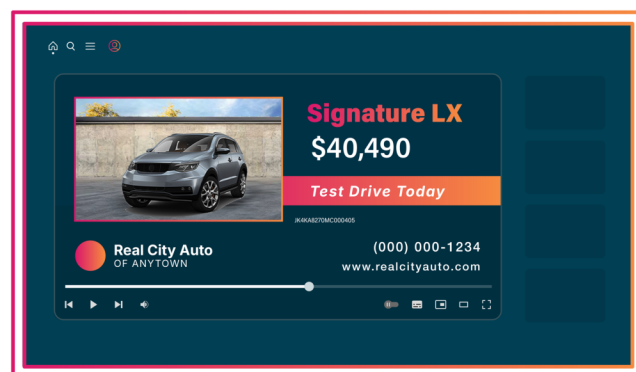 Signature LX
$40,490
Test Drive Today
JK4KA8270MC000405
Real City Auto
OF ANYTOWN
(000) 000-1234
www.realcityauto.com